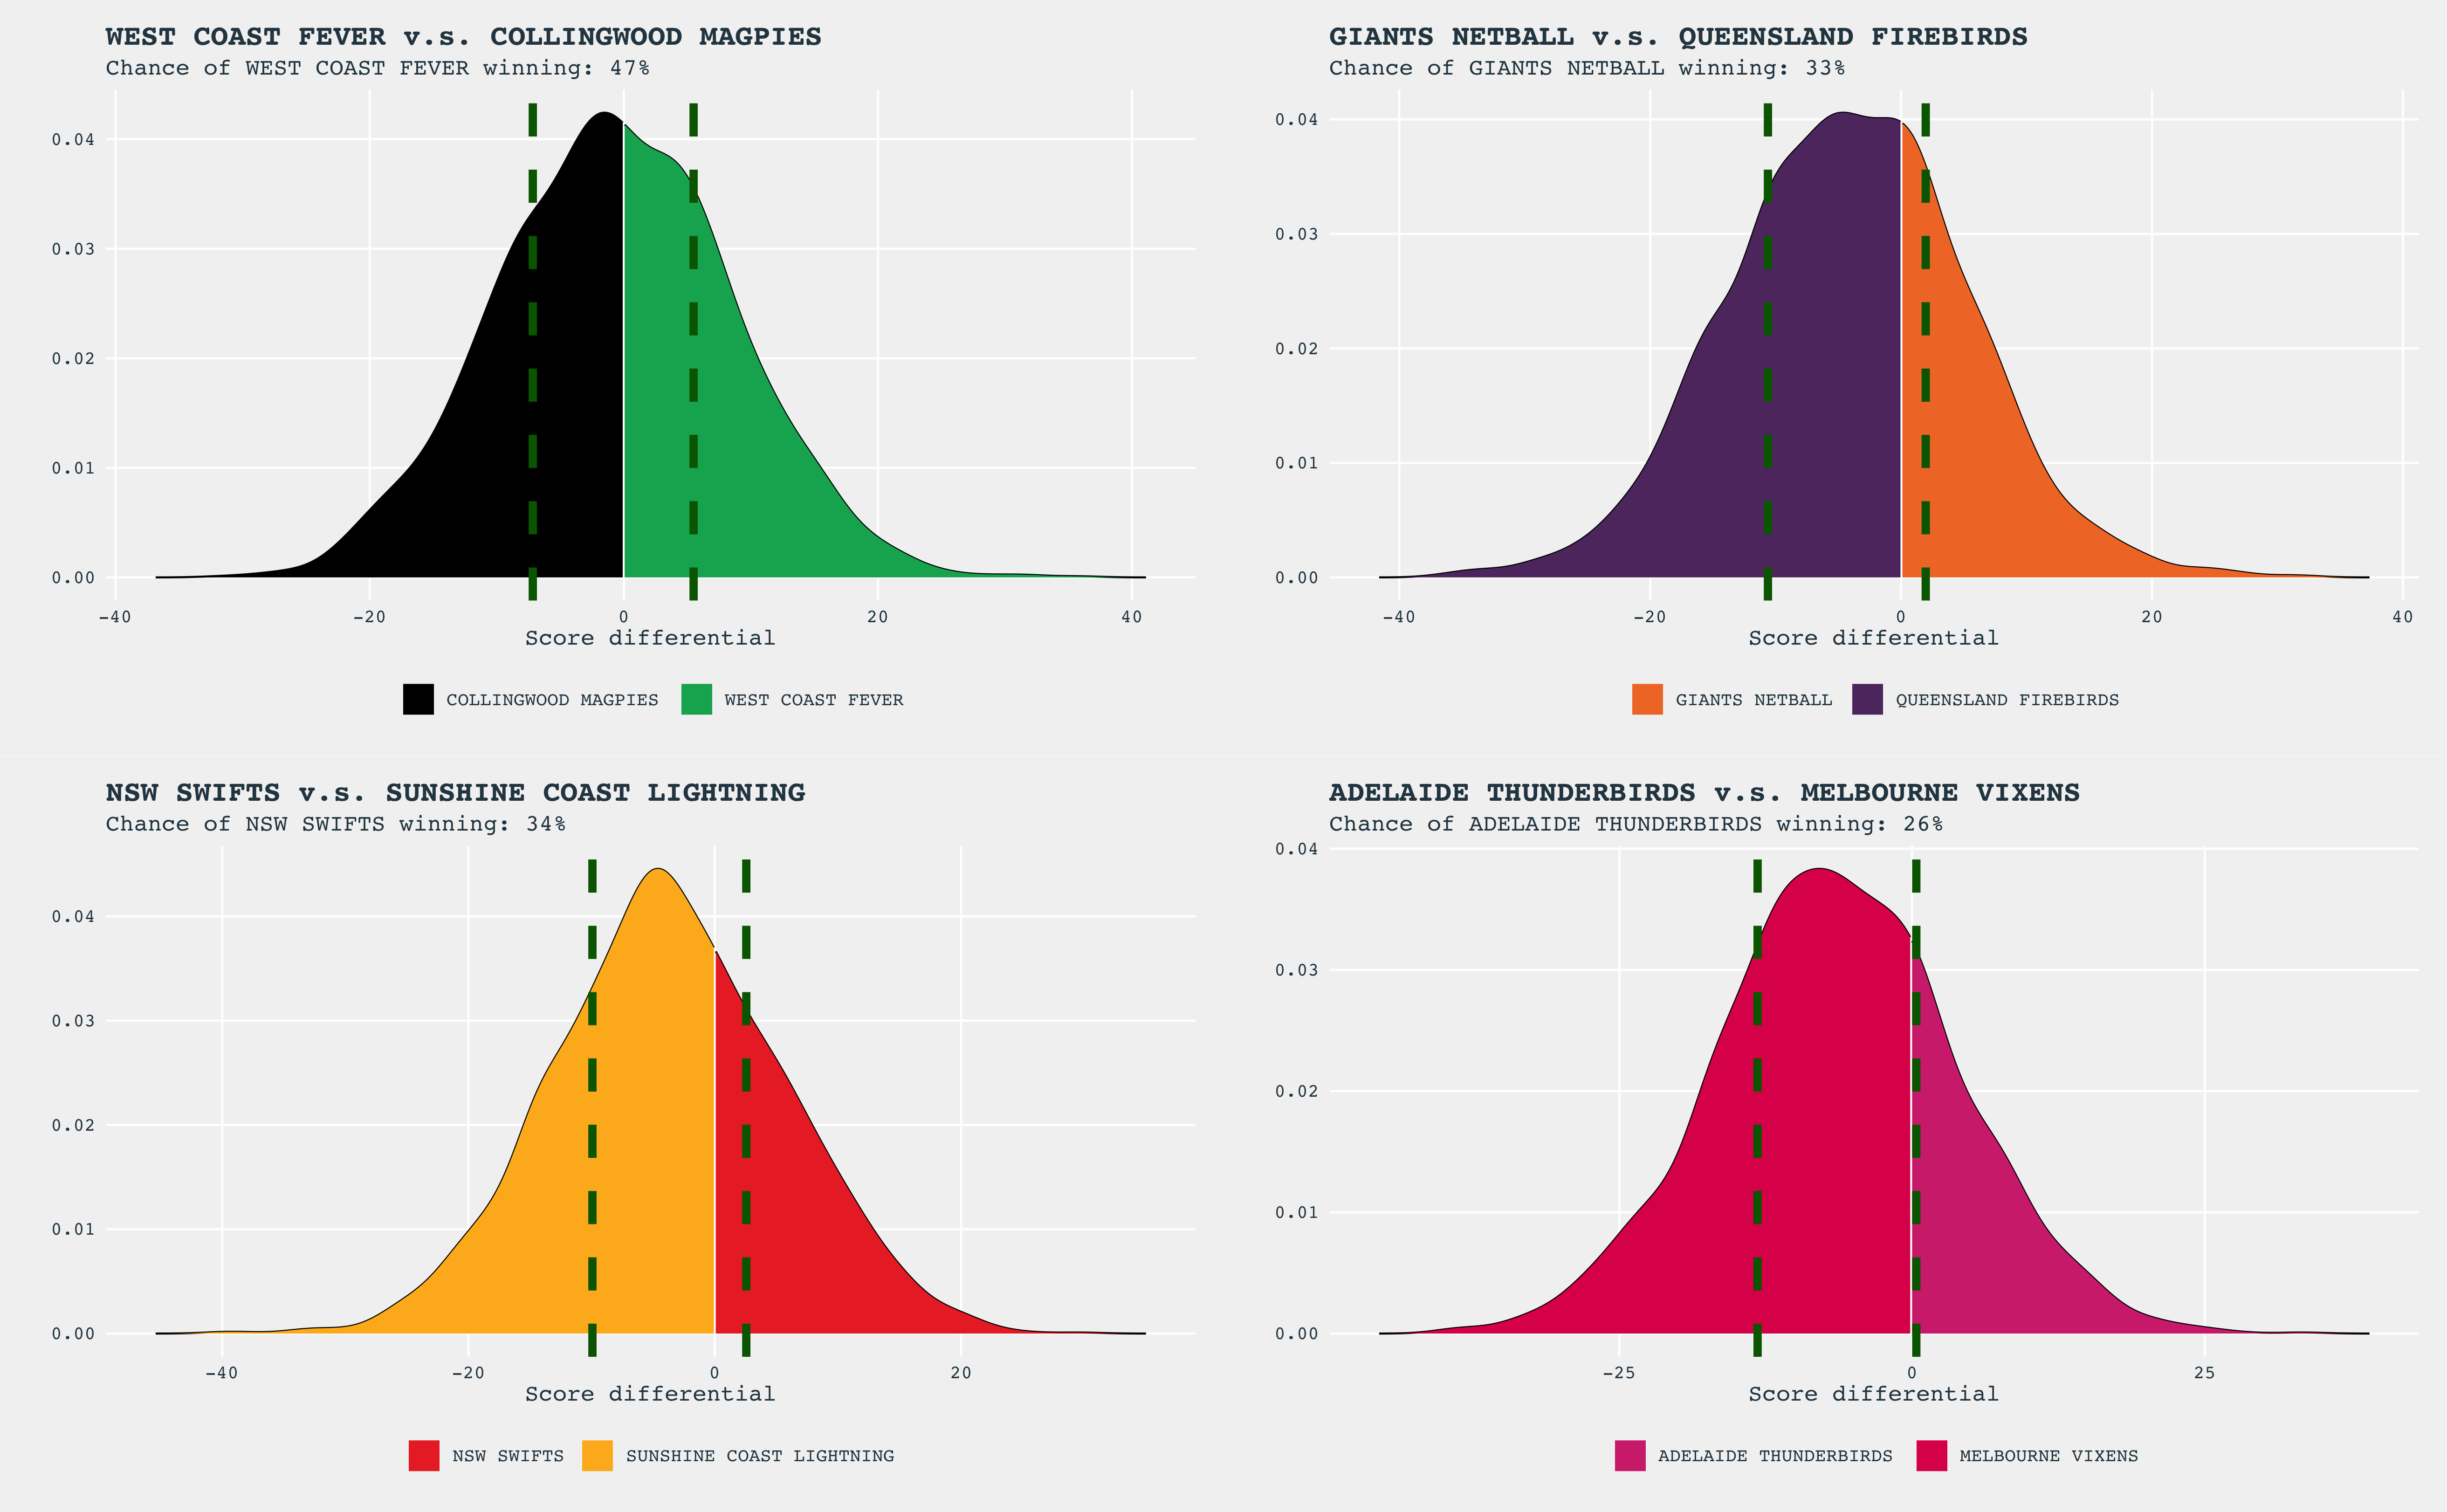 WEST COAST FEVER v.s. COLLINGWOOD MAGPIES
Chance of WEST COAST FEVER winning: 47%
0.04
0.03
0.02
0.01
0.00
-40 -20 0 20 40
Score differential
COLLINGWOOD MAGPIES WEST COAST FEVER
GIANTS NETBALL v.s. QUEENSLAND FIREBIRDS
Chance of GIANTS NETBALL winning: 33%
0.04
0.03
0.02
0.01
0.00
-40 -20 0 20 40
Score differential
GIANTS NETBALL QUEENSLAND FIREBIRDS
NSW SWIFTS v.s. SUNSHINE COAST LIGHTNING
Chance of NSW SWIFTS winning: 34%
0.04
0.03
0.02
0.01
0.00
-40 -20 0 20
Score differential
NSW SWIFTS SUNSHINE COAST LIGHTNING
ADELAIDE THUNDERBIRDS v.s. MELBOURNE VIXENS
Chance of ADELAIDE THUNDERBIRDS winning: 26%
0.04
0.03
0.02
0.01
0.00
-25 0 25
Score differential
ADELAIDE THUNDERBIRDS MELBOURNE VIXENS